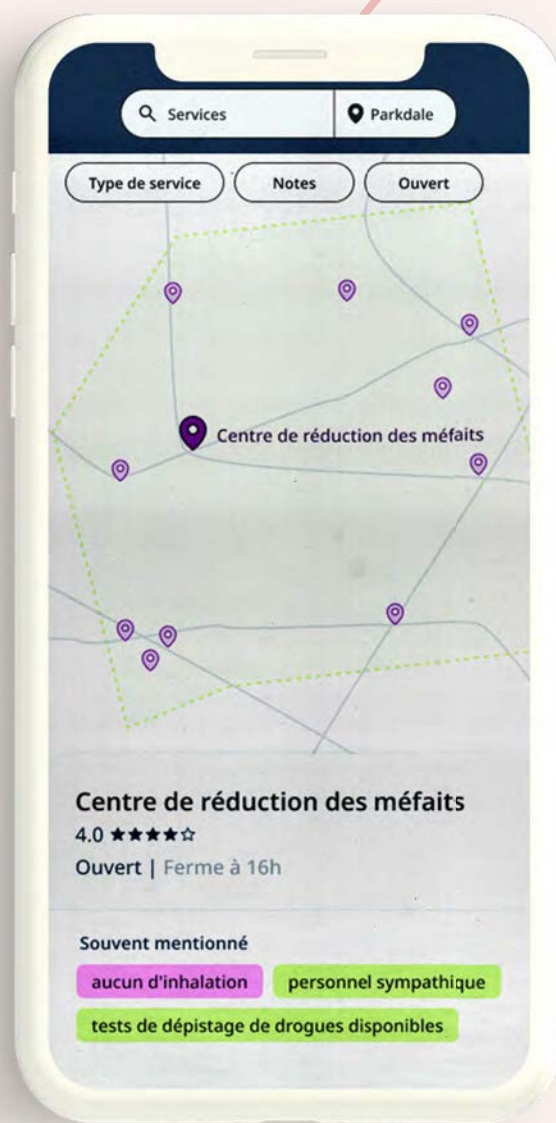 Services
Parkdale
Type de service
Notes
Ouvert
Centre de réduction des méfaits
Centre de réduction des méfaits
4.0 ★★★★☆
Ouvert | Ferme à 16h
Souvent mentionné
aucun d'inhalation
personnel sympathique
tests de dépistage de drogues disponibles